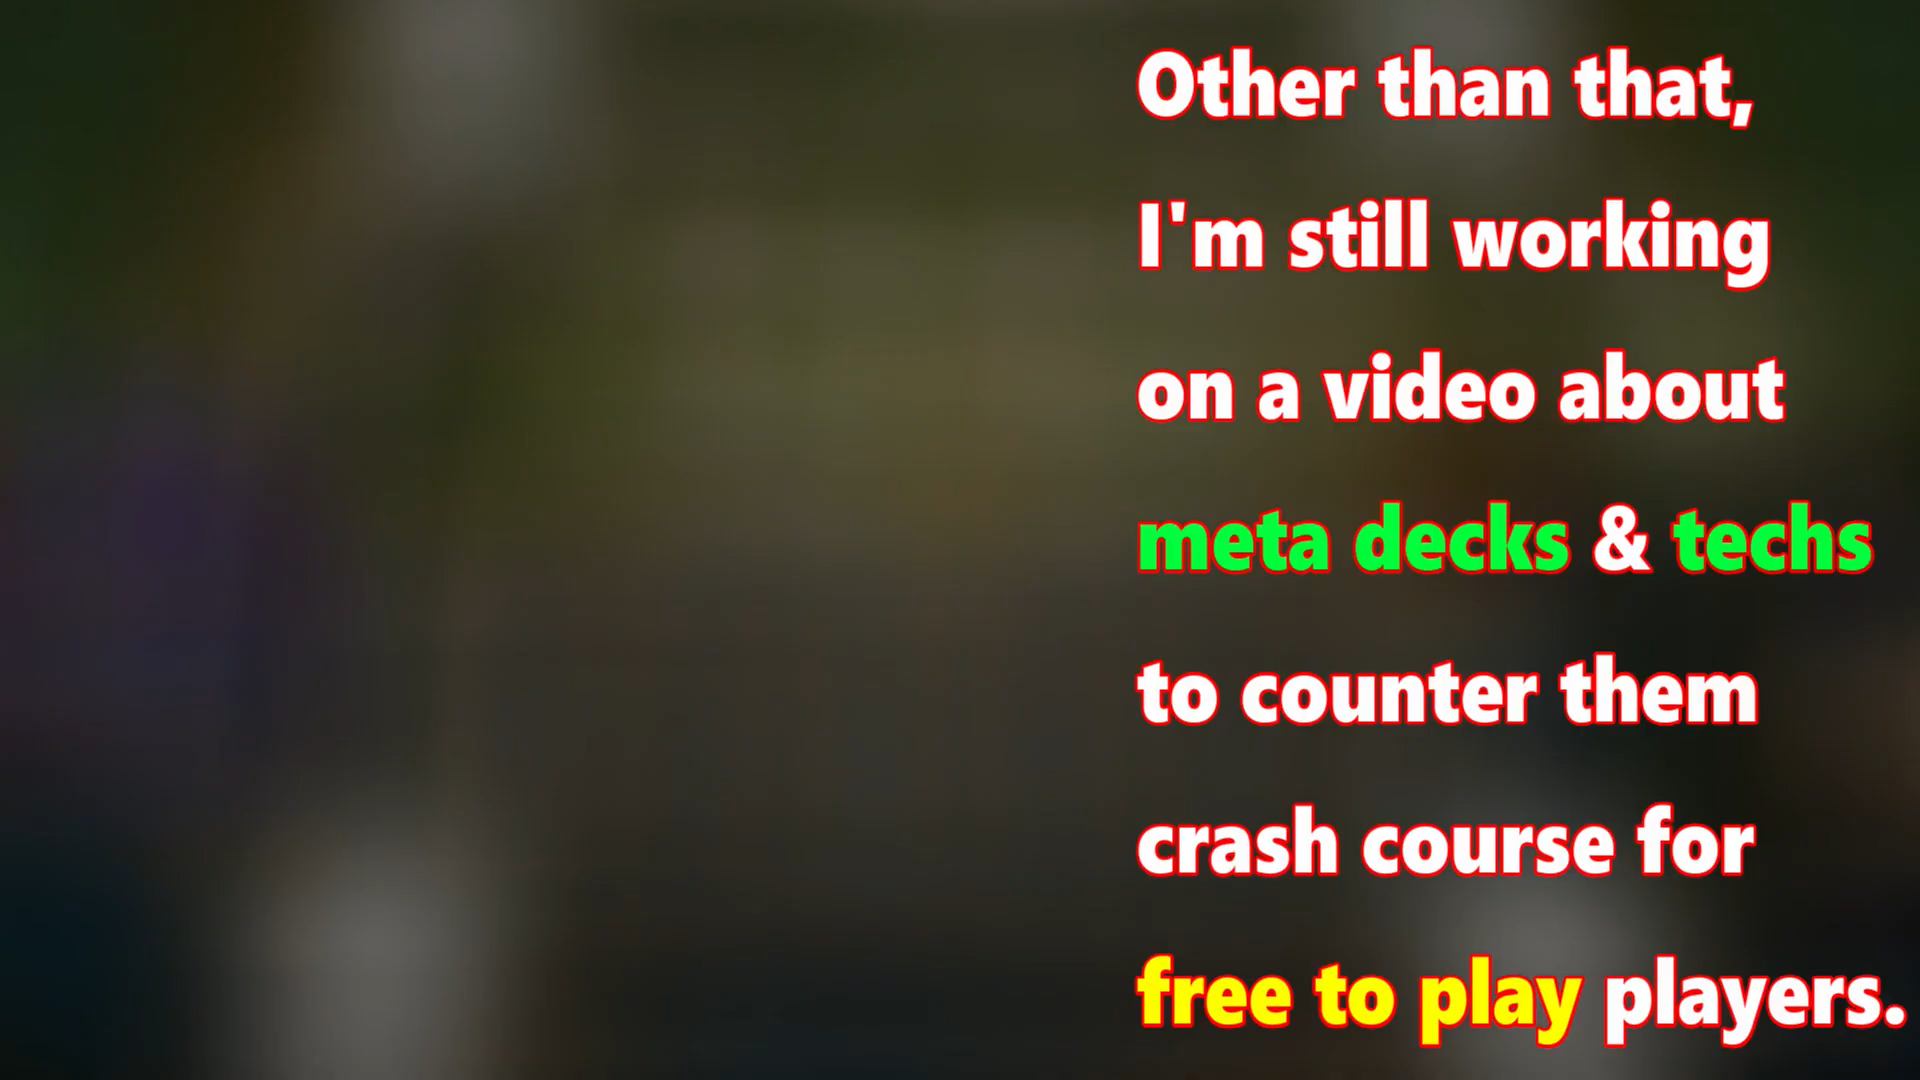 Other than that,
I'm still working
on a video about
meta decks & techs
to counter them
crash course for
free to play players.